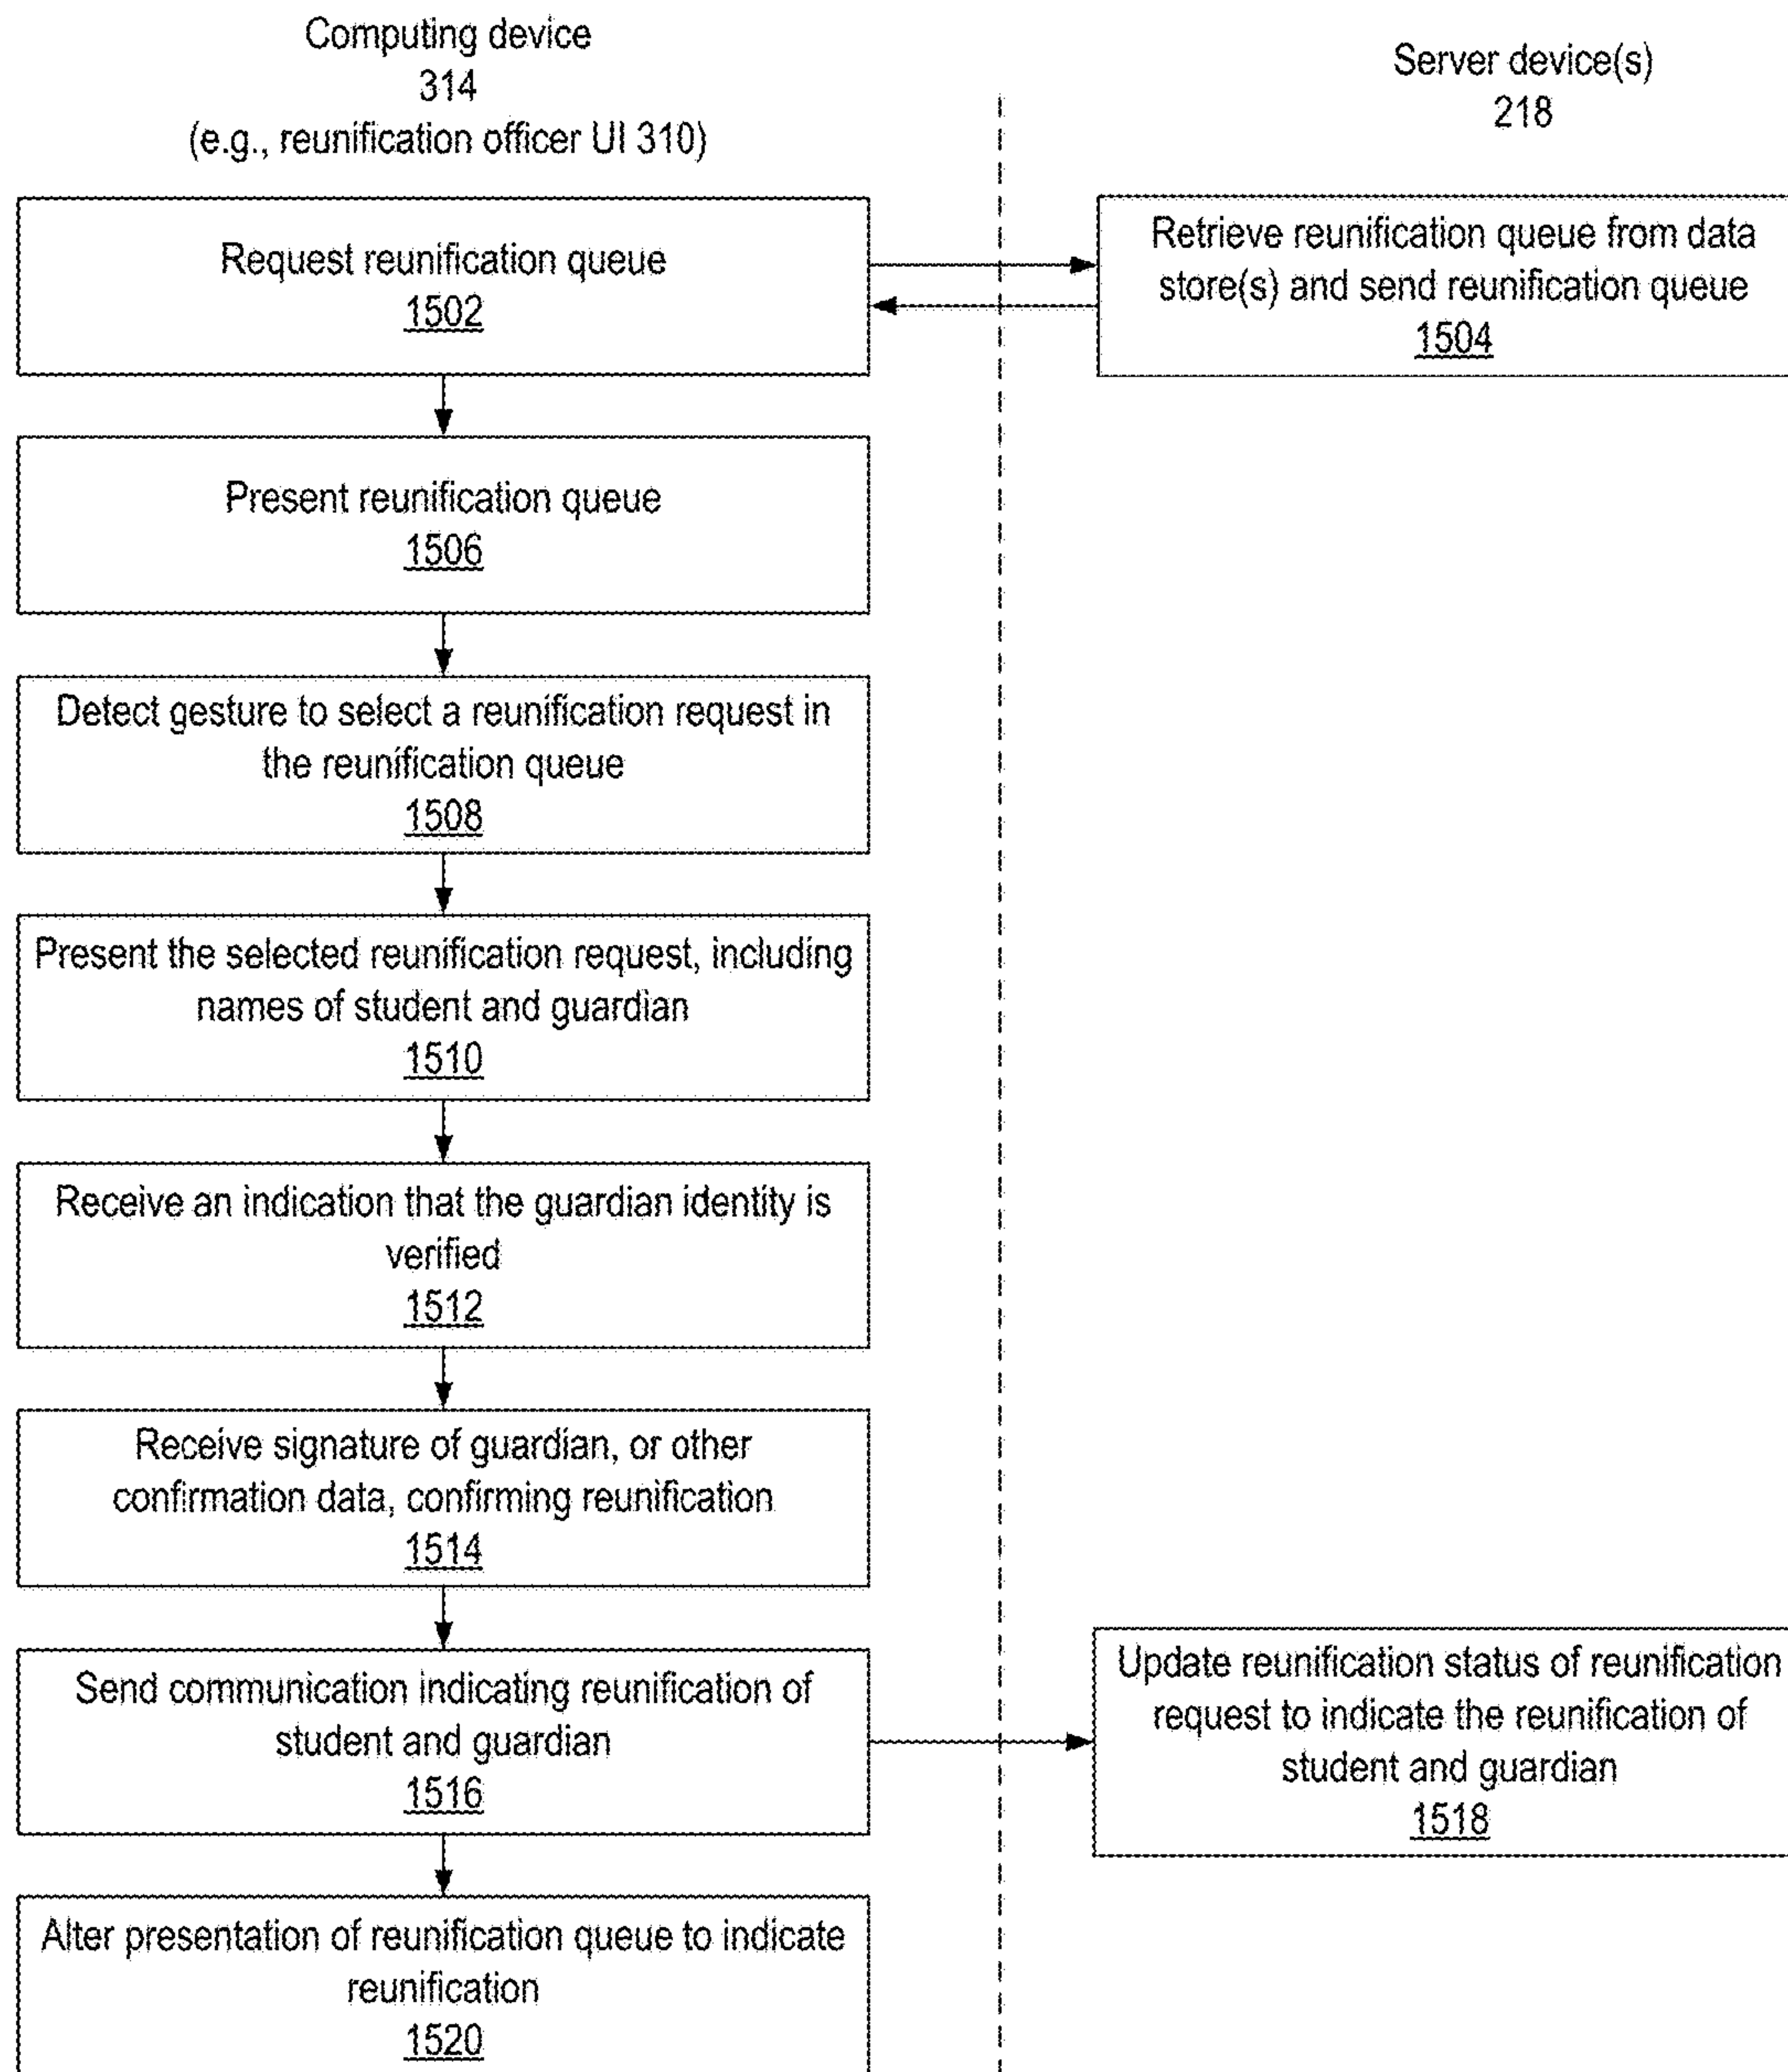 Computing device
314
(e.g., reunification officer UI 310)
Server device(s)
218
Request reunification queue
1502
Retrieve reunification queue from data
store(s) and send reunification queue
1504
Present reunification queue
1506
Detect gesture to select a reunification request in
the reunification queue
1508
Present the selected reunification request, including
names of student and guardian
1510
Receive an indication that the guardian identity is
verified
1512
Receive signature of guardian, or other
confirmation data, confirming reunification
1514
Send communication indicating reunification of
student and guardian
1516
Update reunification status of reunification
request to indicate the reunification of
student and guardian
1518
Alter presentation of reunification queue to indicate
reunification
1520